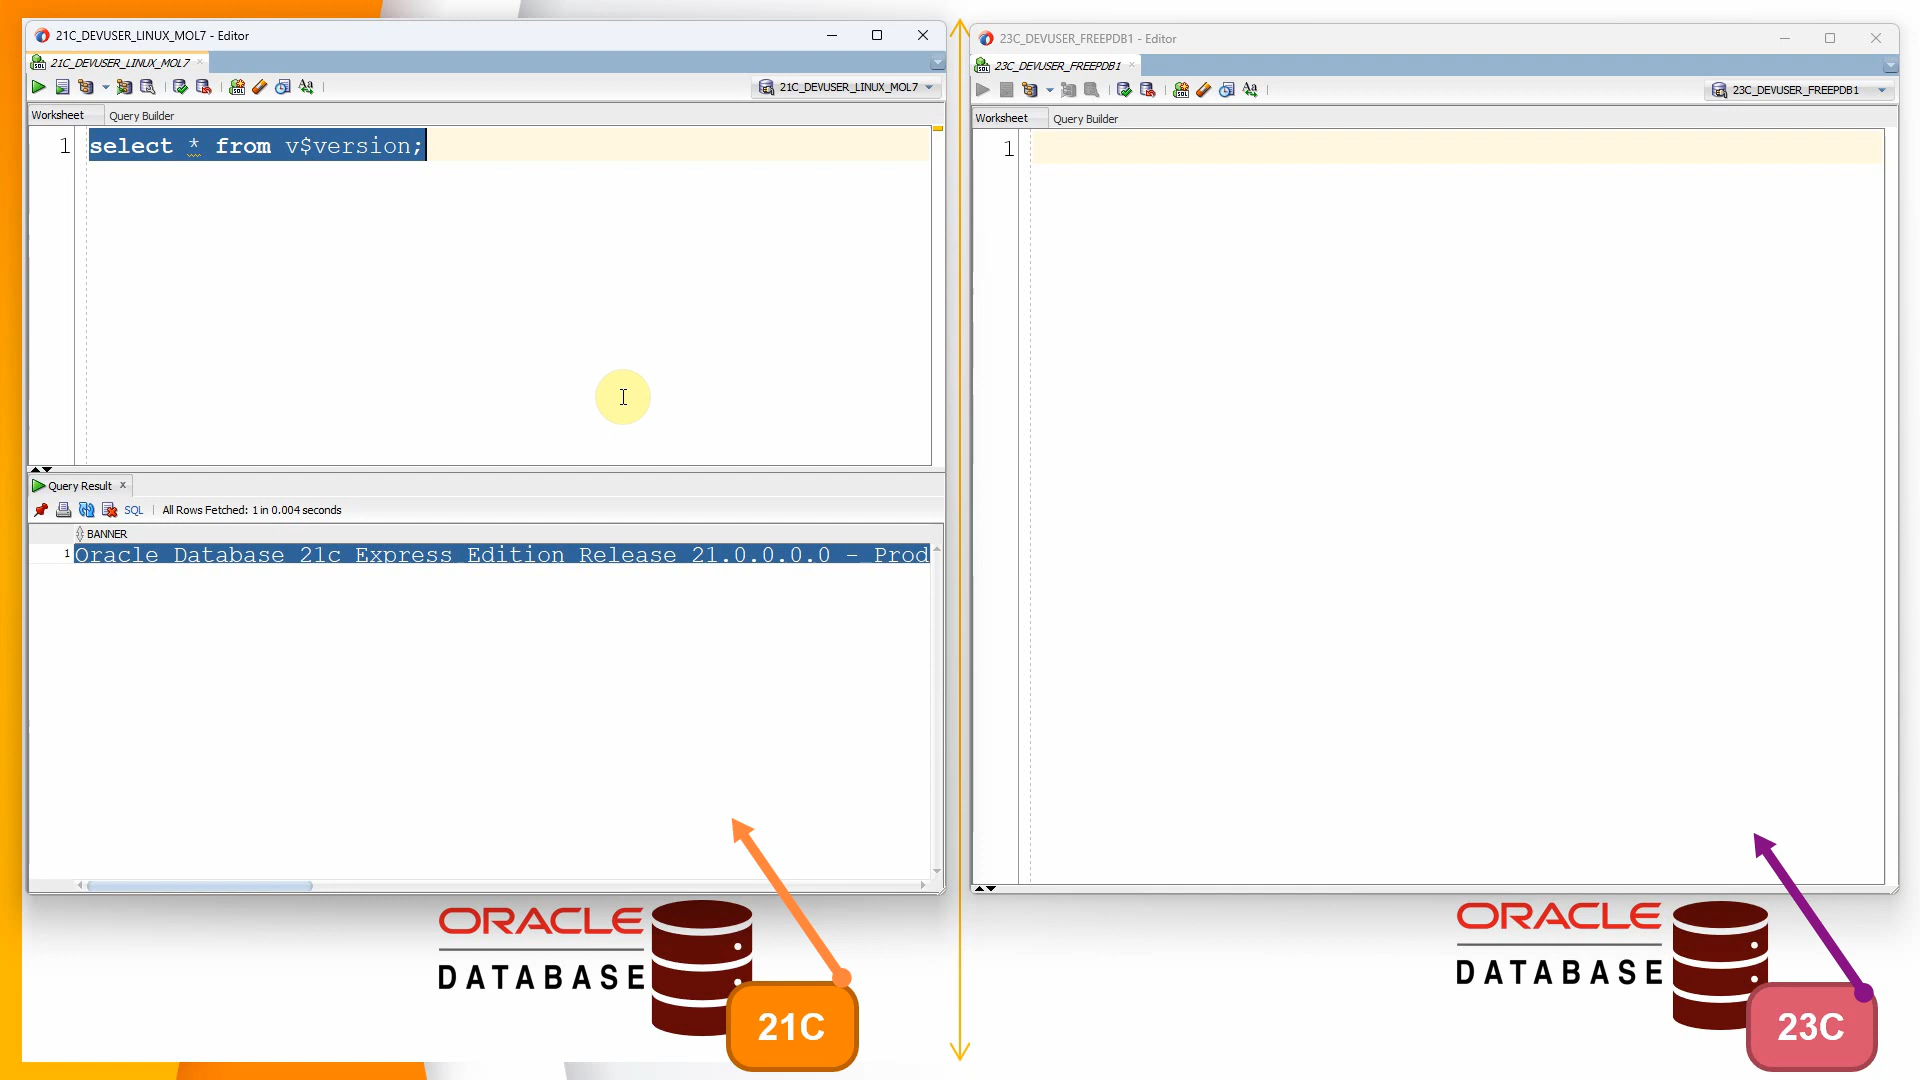 21C_DEVUSER_LINUX_MOL7 - Editor
21C_DEVUSER_LINUX_MOL7
21C_DEVUSER_LINUX_MOL7
Worksheet Query Builder
1 select * from v$version;
Query Result
SQL All Rows Fetched: 1 in 0.004 seconds
BANNER
1 Oracle Database 21c Express Edition Release 21.0.0.0.0 - Prod
ORACLE
DATABASE
21C
23C_DEVUSER_FREEPDB1 - Editor
23C_DEVUSER_FREEPDB1
23C_DEVUSER_FREEPDB1
Worksheet Query Builder
1
ORACLE
DATABASE
23C